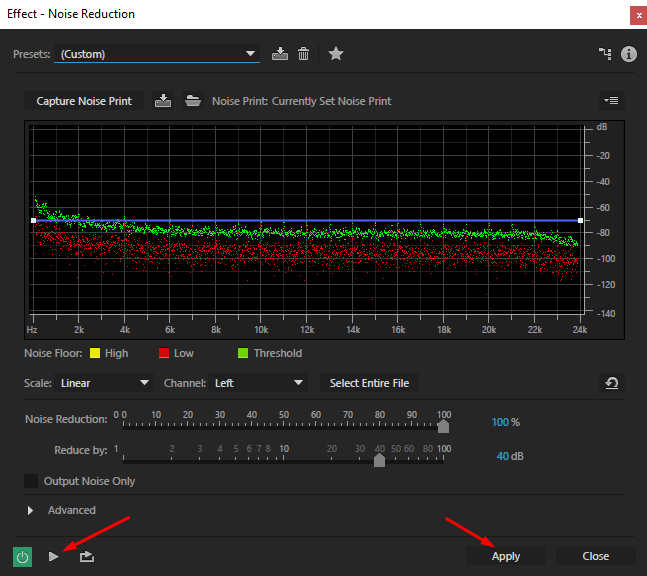 Effect - Noise Reduction
Presets: (Custom)
Capture Noise Print Noise Print: Currently Set Noise Print
dB
-20
-40
-60
-80
-100
-120
-140
Hz 2k 4k 6k 8k 10k 12k 14k 16k 18k 20k 22k 24k
Noise Floor: High Low Threshold
Scale: Linear Channel: Left Select Entire File
Noise Reduction: 0 0 10 20 30 40 50 60 70 80 90 100 100 %
Reduce by: 1 2 3 4 5 6 7 8 10 20 30 40 50 60 80 100 40 dB
Output Noise Only
Advanced
Apply Close